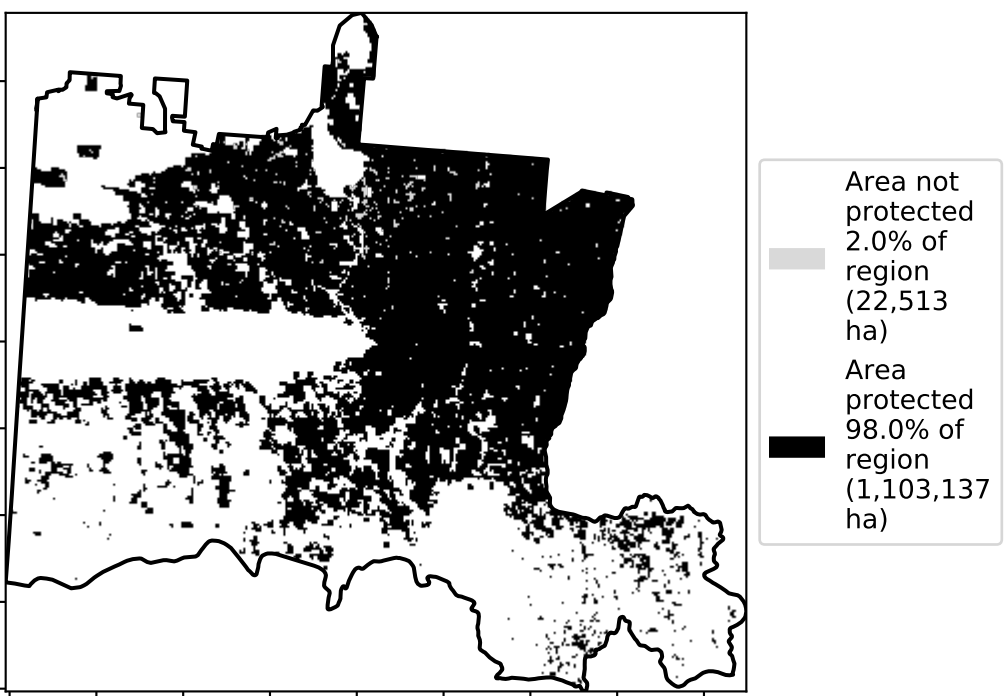 Area not
protected
2.0% of
region
(22,513
ha)
Area
protected
98.0% of
region
(1,103,137
ha)